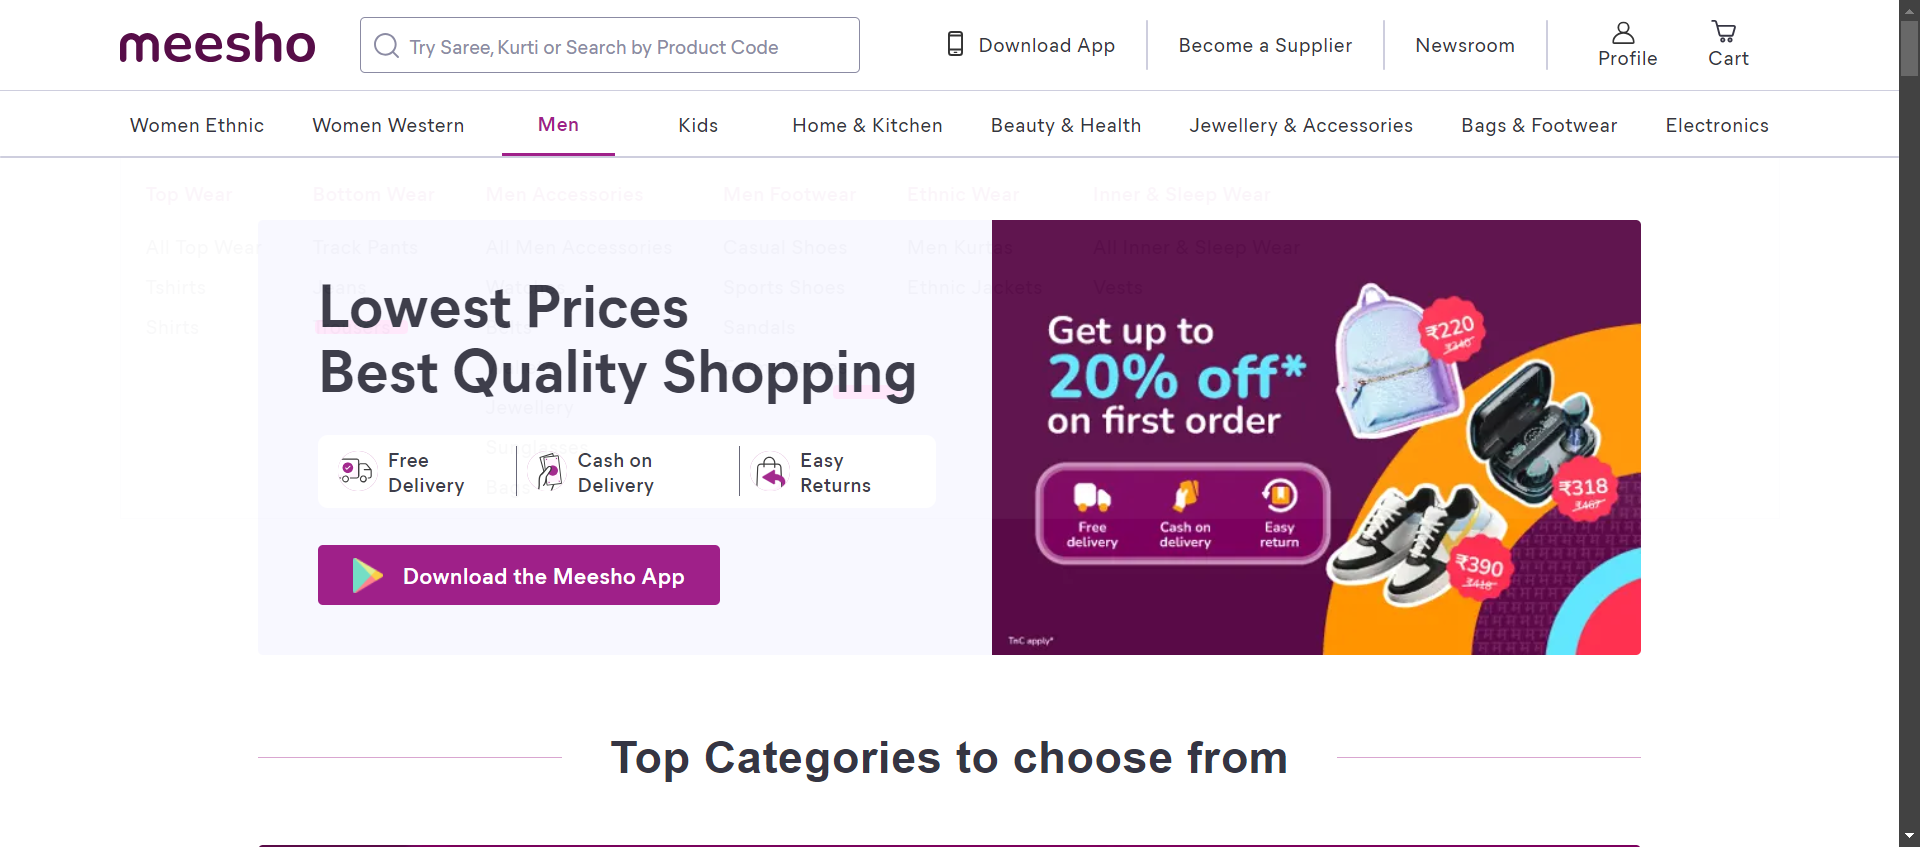 meesho
Try Saree, Kurti or Search by Product Code
Download App
Become a Supplier
Newsroom
Profile
Cart
Women Ethnic
Women Western
Men
Kids
Home & Kitchen
Beauty & Health
Jewellery & Accessories
Bags & Footwear
Electronics
Top Wear
Bottom Wear
Men Accessories
Men Footwear
Ethnic Wear
Inner & Sleep Wear
All Top Wear
Track Pants
All Men Accessories
Casual Shoes
Men Kurtas
All Inner & Sleep Wear
Tshirts
Jeans
Watches
Sports Shoes
Ethnic Jackets
Vests
Shirts
Belts
Sandals
Jewellery
Sunglasses
Bags
Lowest Prices
Best Quality Shopping
Free
Delivery
Cash on
Delivery
Easy
Returns
Download the Meesho App
Get up to
20% off*
on first order
Free
delivery
Cash on
delivery
Easy
return
TnC apply*
₹220
₹340
₹318
₹467
₹390
₹418
Top Categories to choose from